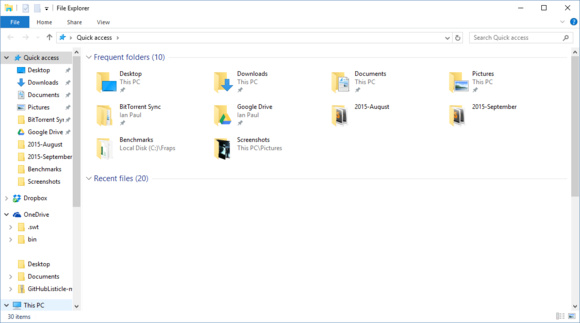 File Explorer
File Home Share View
Quick access
Search Quick access
Quick access
Desktop
Downloads
Documents
Pictures
BitTorrent Syn
Google Drive
2015-August
2015-September
Benchmarks
Screenshots
Dropbox
OneDrive
.swt
bin
Desktop
Documents
GitHubListicle-m
This PC
Frequent folders (10)
Desktop
This PC
Downloads
This PC
Documents
This PC
Pictures
This PC
BitTorrent Sync
Ian Paul
Google Drive
Ian Paul
2015-August
2015-September
Benchmarks
Local Disk (C:)\Fraps
Screenshots
This PC\Pictures
Recent files (20)
30 items